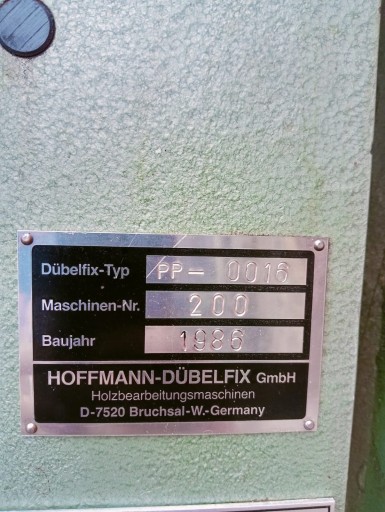 Dübelfix-Typ PP- 0016
Maschinen-Nr. 200
Baujahr 1986
HOFFMANN-DÜBELFIX GmbH
Holzbearbeitungsmaschinen
D-7520 Bruchsal-W.-Germany